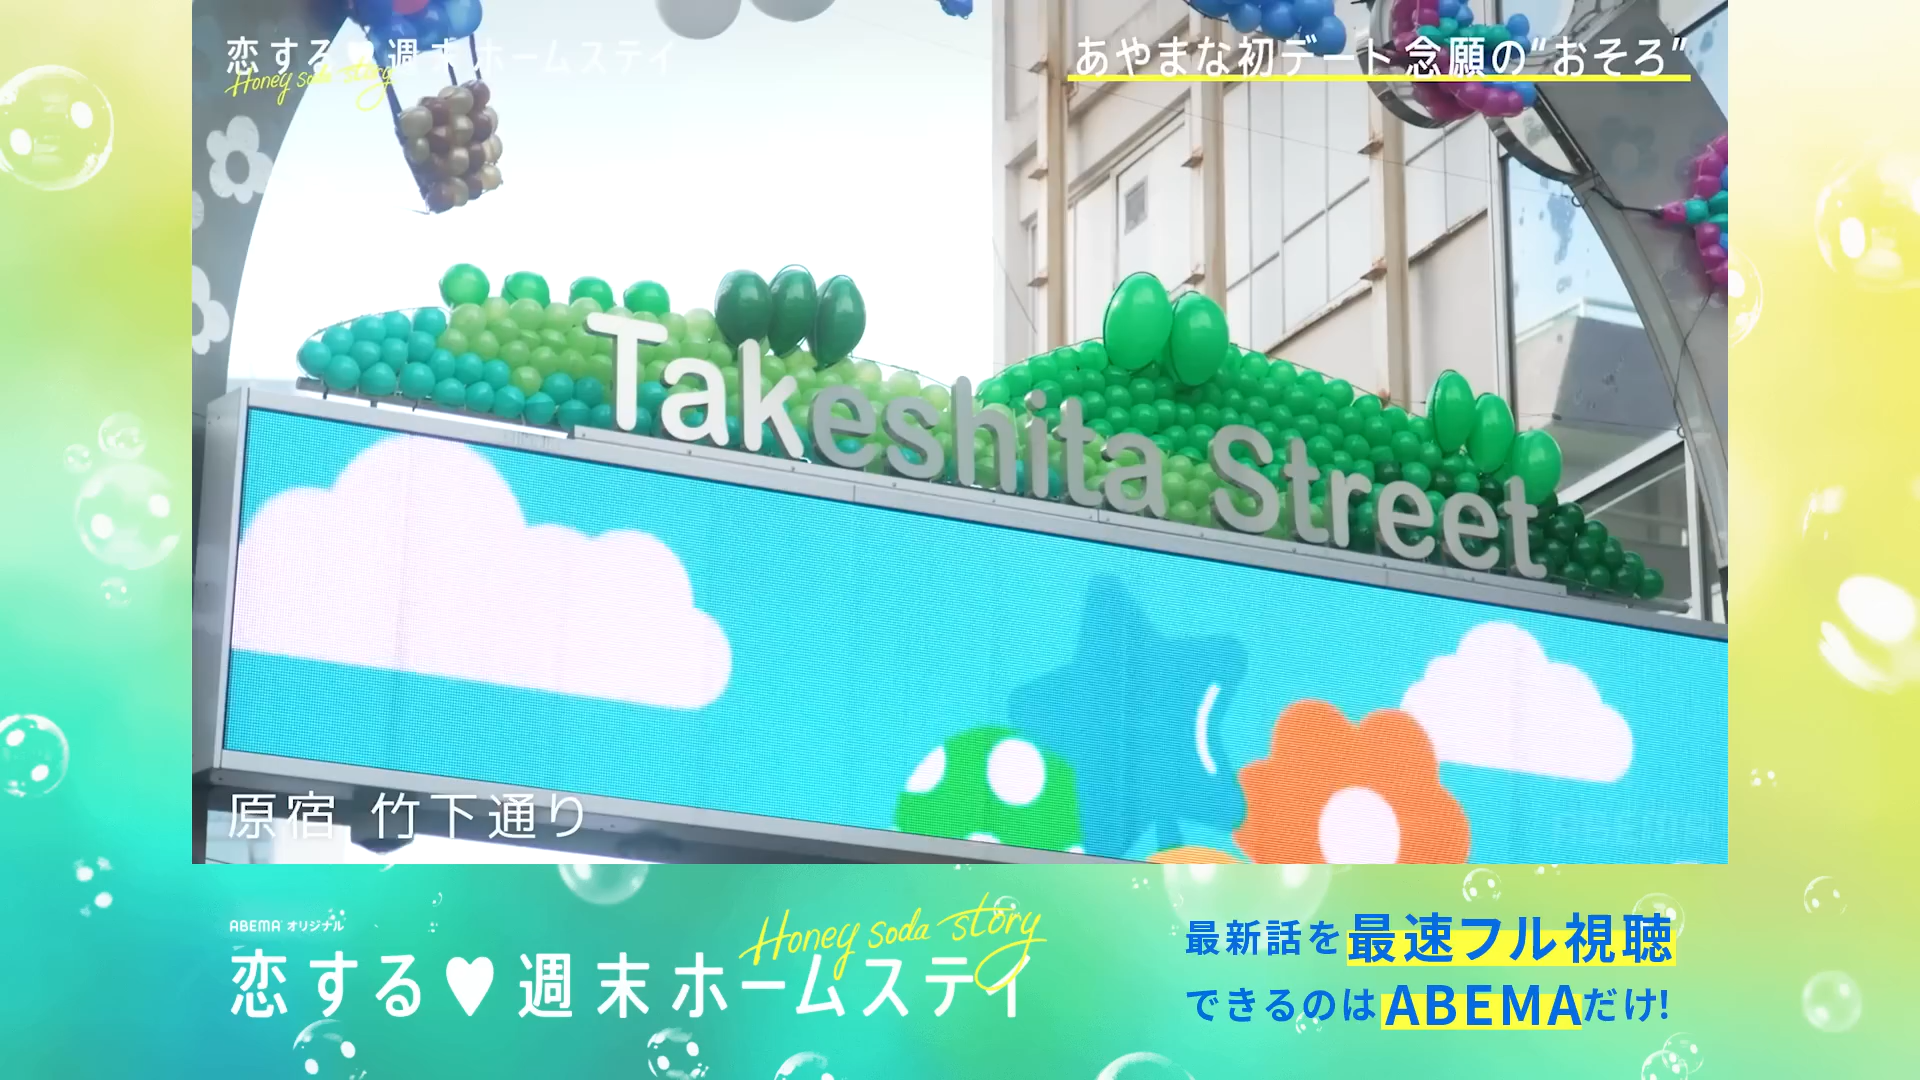 恋する♥週末ホームステイ
Honey soda story
あやまな初デート 念願の“おそろ”
Takeshita Street
原宿 竹下通り
ABEMA オリジナル
Honey soda story
恋する♥週末ホームステイ
最新話を最速フル視聴
できるのはABEMAだけ!